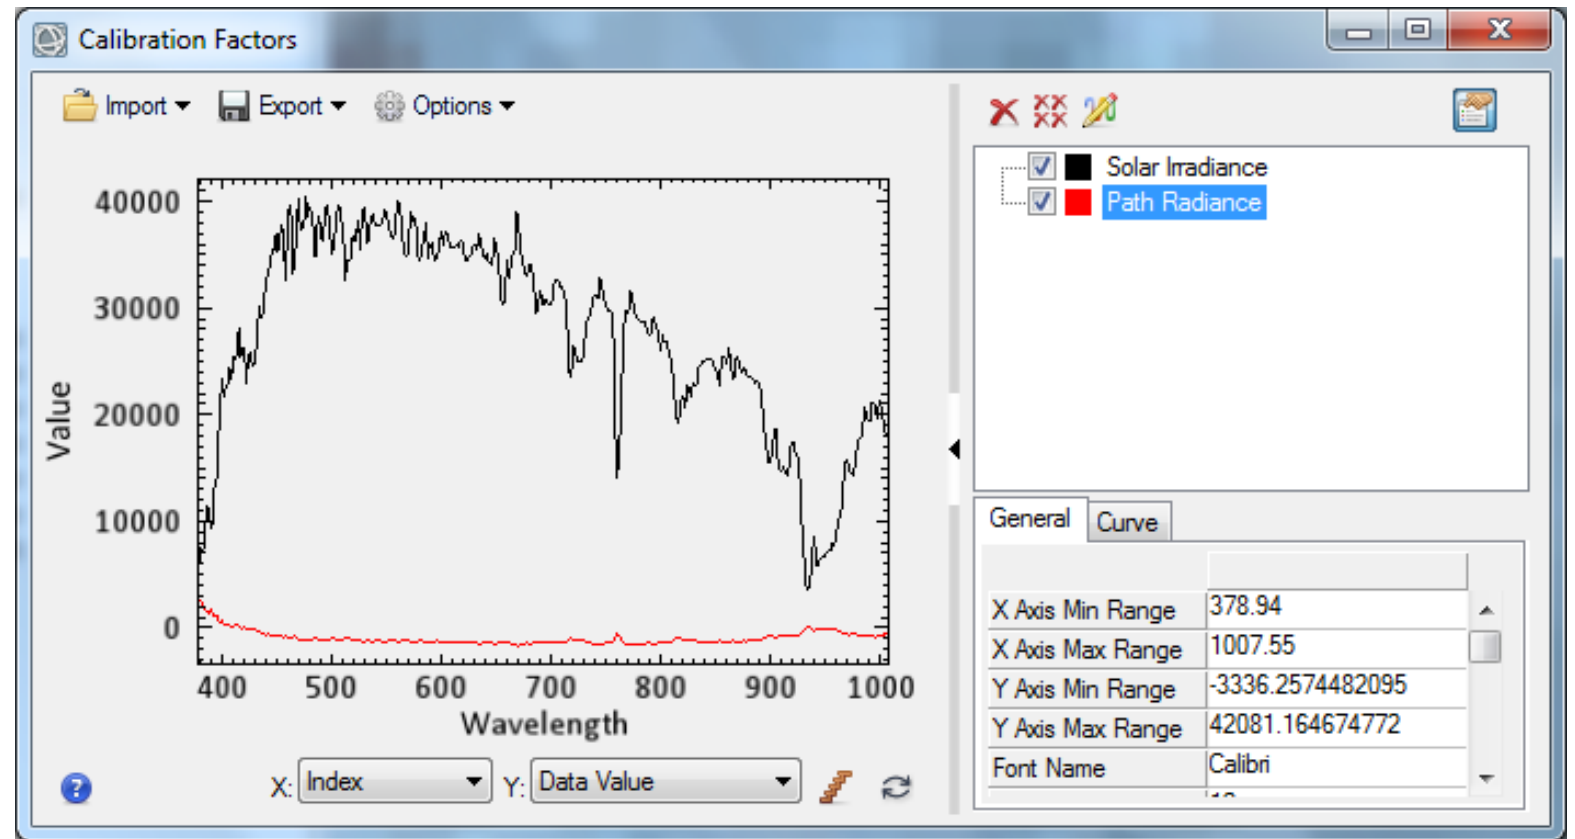 Calibration Factors
Import Export Options
40000
30000
20000
10000
0
Value
400 500 600 700 800 900 1000
Wavelength
X: Index Y: Data Value
Solar Irradiance
Path Radiance
General Curve
X Axis Min Range 378.94
X Axis Max Range 1007.55
Y Axis Min Range -3336.2574482095
Y Axis Max Range 42081.164674772
Font Name Calibri